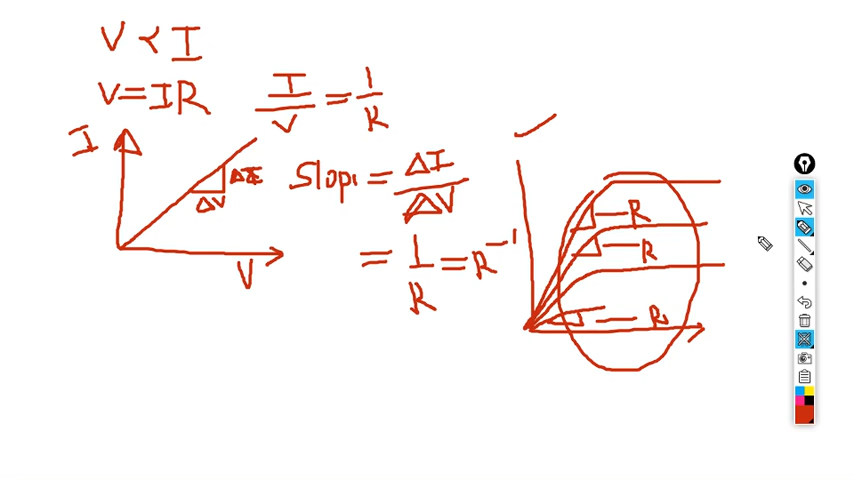 V < I
V = IR
I/V = 1/R
I
ΔI
ΔV
V
Slope = ΔI/ΔV
= 1/R = R⁻¹
R
R
R